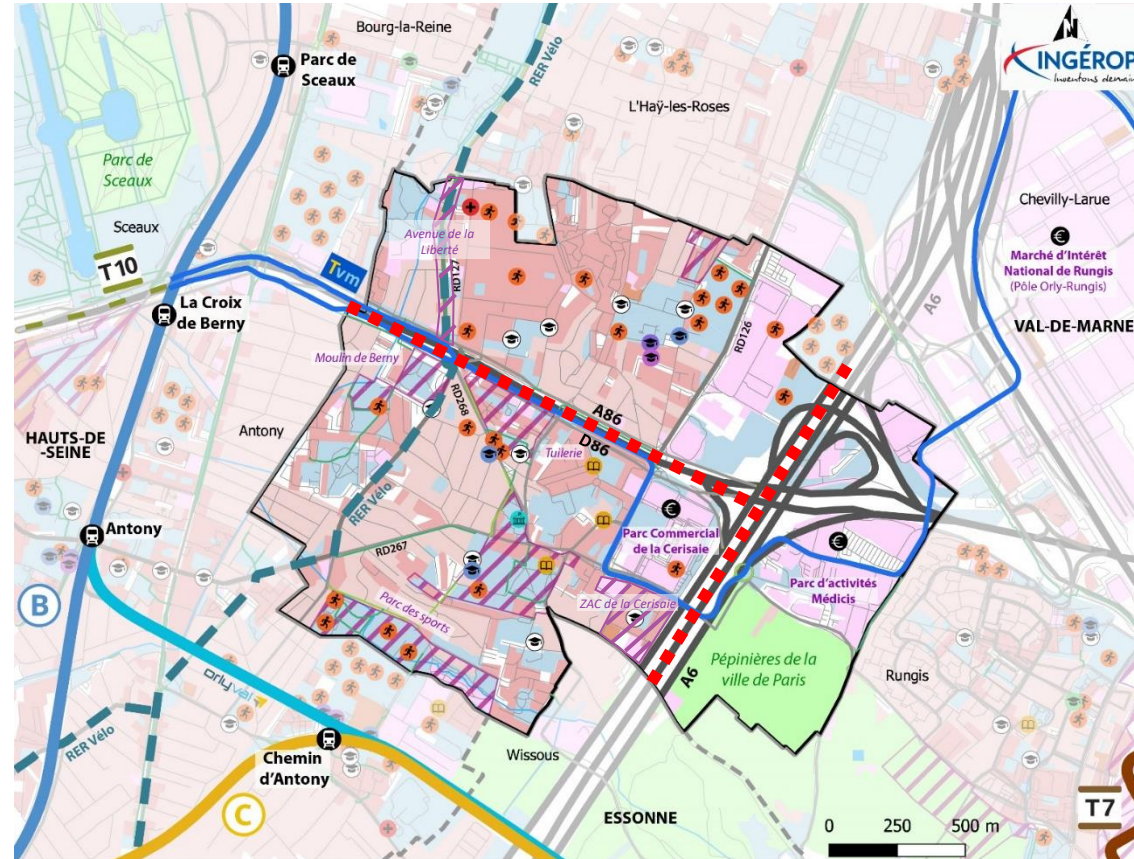 Bourg-la-Reine
INGÉROP
Inventons demain
Parc de
Sceaux
RER Vélo
L'Haÿ-les-Roses
Parc de
Sceaux
Chevilly-Larue
Sceaux
Avenue de la
Liberté
RD127
€
Marché d'Intérêt
National de Rungis
(Pôle Orly-Rungis)
A6
T10
Tvm
La Croix
de Berny
RD126
VAL-DE-MARNE
Moulin de Berny
RD268
A86
D86
HAUTS-DE
-SEINE
Antony
Tuilerie
RER Vélo
€
Parc Commercial
de la Cerisaie
€
Antony
RD267
Parc d'activités
Médicis
B
Parc des sports
ZAC de la Cerisaie
A6
Pépinières de la
ville de Paris
Rungis
orlyval
RER Vélo
Wissous
Chemin
d'Antony
C
ESSONNE
T7
0 250 500 m